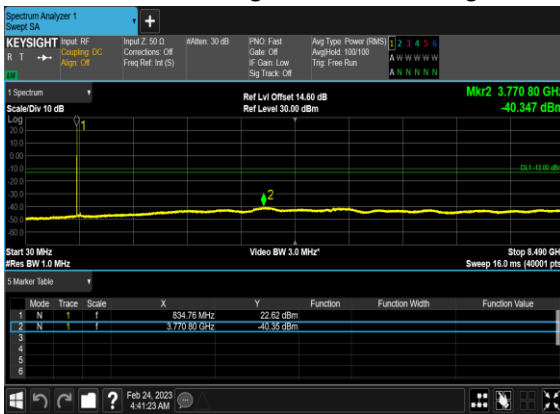 Spectrum Analyzer 1
Swept SA
+
KEYSIGHT Input: RF Input Z: 50 Ω #Atten: 30 dB PNO: Fast Avg Type: Power (RMS) 1 2 3 4 5 6
R T Coupling: DC Corrections: Off Gate: Off Avg|Hold: 100/100 A W W W W W
Align: Off Freq Ref: Int (S) IF Gain: Low Trig: Free Run
LV Sig Track: Off A N N N N N
1 Spectrum Ref Lvl Offset 14.60 dB Mkr2 3.770 80 GHz
Scale/Div 10 dB Ref Level 30.00 dBm -40.347 dBm
Log
20.0 1
10.0
0.00
-10.0 DL1 -13.00 dBm
-20.0
-30.0 2
-40.0
-50.0
-60.0
Start 30 MHz Video BW 3.0 MHz* Stop 8.490 GHz
#Res BW 1.0 MHz Sweep 16.0 ms (40001 pts)
5 Marker Table
Mode Trace Scale X Y Function Function Width Function Value
1 N 1 f 834.76 MHz 22.62 dBm
2 N 1 f 3.770 80 GHz -40.35 dBm
3
4
5
6
? Feb 24, 2023
4:41:23 AM